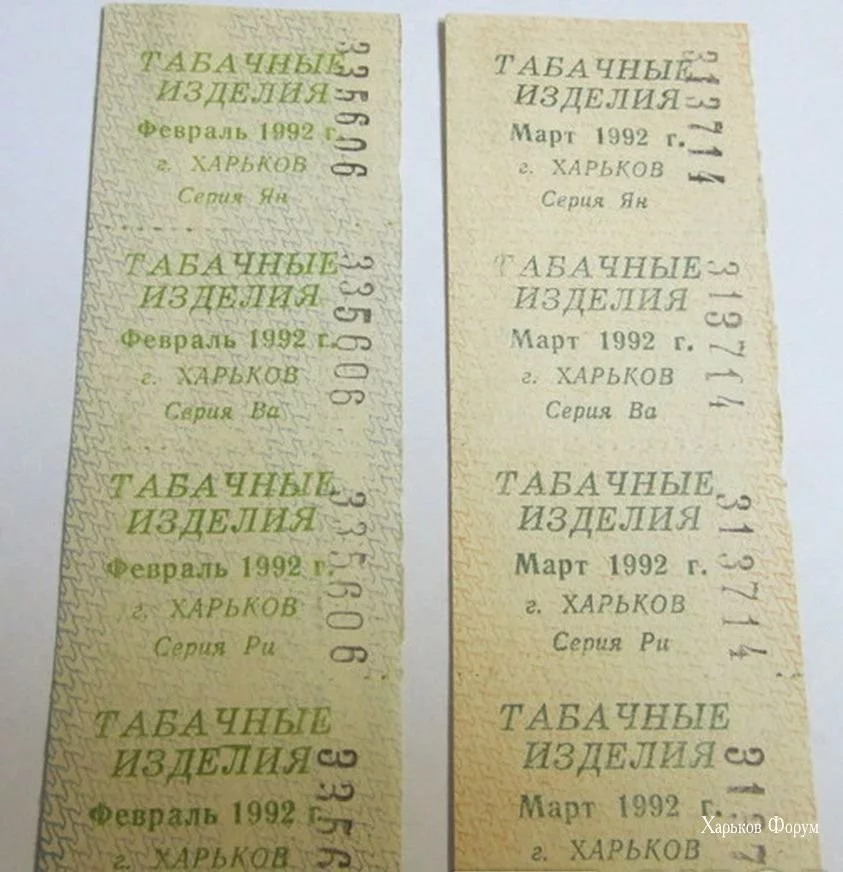 ТАБАЧНЫЕ
ИЗДЕЛИЯ
Февраль 1992 г.
г. ХАРЬКОВ
Серия Ян
335606
ТАБАЧНЫЕ
ИЗДЕЛИЯ
Февраль 1992 г.
г. ХАРЬКОВ
Серия Ва
335606
ТАБАЧНЫЕ
ИЗДЕЛИЯ
Февраль 1992 г.
г. ХАРЬКОВ
Серия Ри
335606
ТАБАЧНЫЕ
ИЗДЕЛИЯ
Февраль 1992 г.
г. ХАРЬКОВ
3356
ТАБАЧНЫЕ
ИЗДЕЛИЯ
Март 1992 г.
г. ХАРЬКОВ
Серия Ян
313714
ТАБАЧНЫЕ
ИЗДЕЛИЯ
Март 1992 г.
г. ХАРЬКОВ
Серия Ва
313714
ТАБАЧНЫЕ
ИЗДЕЛИЯ
Март 1992 г.
г. ХАРЬКОВ
Серия Ри
313714
ТАБАЧНЫЕ
ИЗДЕЛИЯ
Март 1992 г.
г. ХАРЬКОВ
3137
Харьков Форум